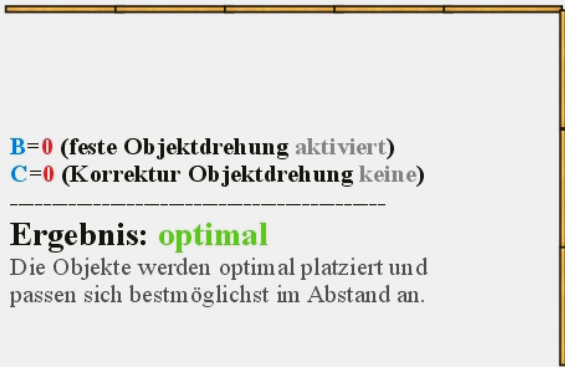 B=0 (feste Objektdrehung aktiviert)
C=0 (Korrektur Objektdrehung keine)
---------------------------------------------
Ergebnis: optimal
Die Objekte werden optimal platziert und
passen sich bestmöglichst im Abstand an.